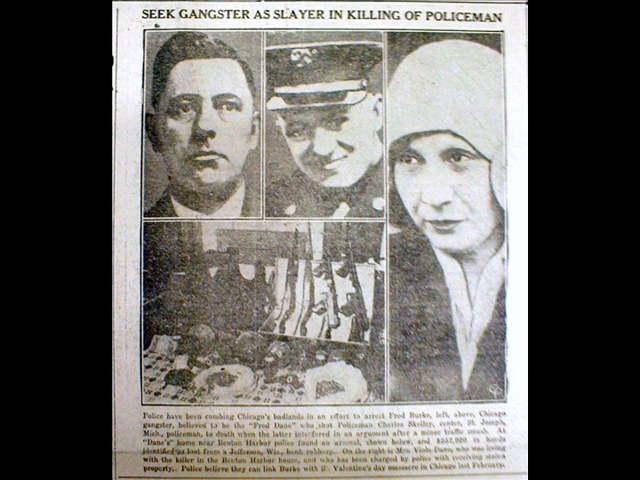 SEEK GANGSTER AS SLAYER IN KILLING OF POLICEMAN
Police have been combing Chicago's badlands in an effort to arrest Fred Burke, left, above, Chicago
gangster, believed to be the "Fred Dane" who shot Policeman Charles Skelley, center, St. Joseph,
Mich., policeman, to death when the latter interfered in an argument after a minor traffic smash. At
"Dane's" home near Benton Harbor police found an arsenal, shown below, and $352,000 in bonds
identified as loot from a Jefferson, Wis., bank robbery. On the right is Mrs. Viola Dane, who was living
with the killer in the Benton Harbor house, and who has been charged by police with receiving stolen
property. Police believe they can link Burke with St. Valentine's day massacre in Chicago last February.